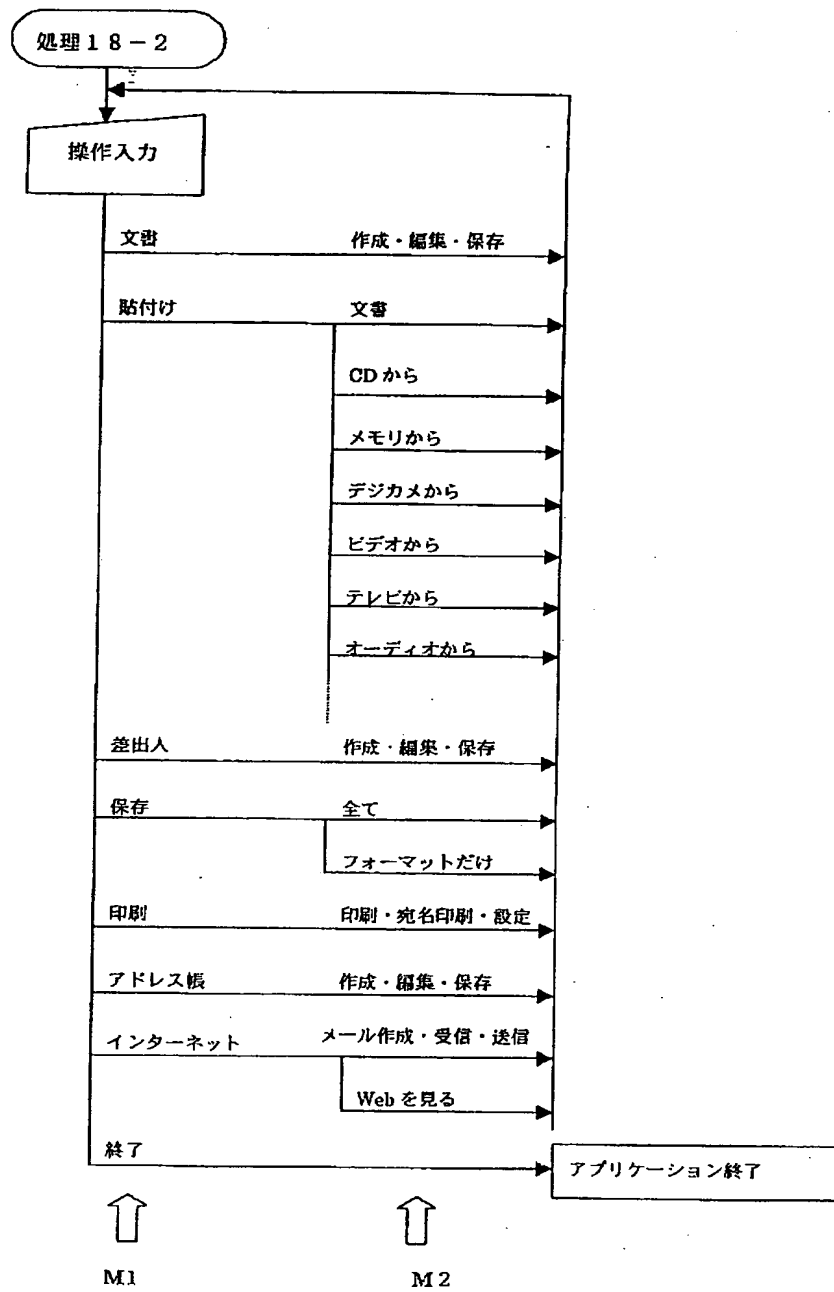 処理18-2
操作入力
文書 作成・編集・保存
貼付け 文書
CDから
メモリから
デジカメから
ビデオから
テレビから
オーディオから
差出人 作成・編集・保存
保存 全て
フォーマットだけ
印刷 印刷・宛名印刷・設定
アドレス帳 作成・編集・保存
インターネット メール作成・受信・送信
Webを見る
終了 アプリケーション終了
M1 M2